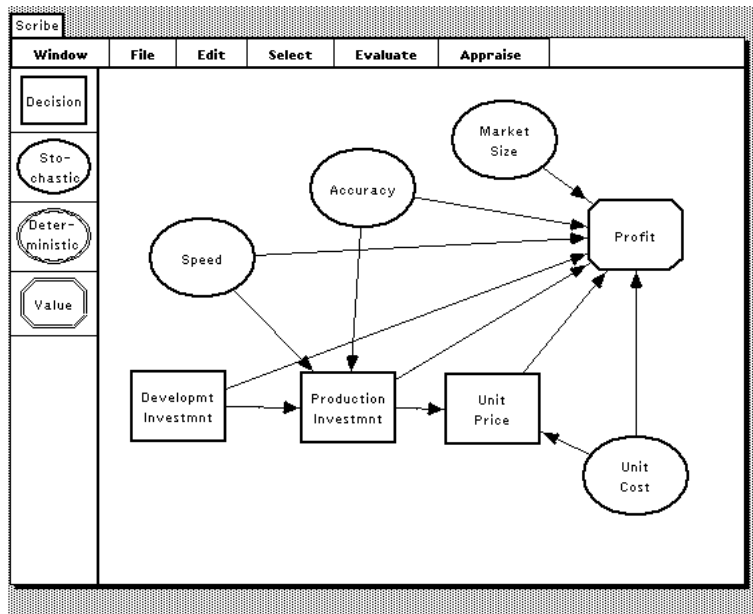 Scribe
Window File Edit Select Evaluate Appraise
Decision
Sto-
chastic
Deter-
ministic
Value
Market
Size
Accuracy
Profit
Speed
Developmt
Investmnt
Production
Investmnt
Unit
Price
Unit
Cost